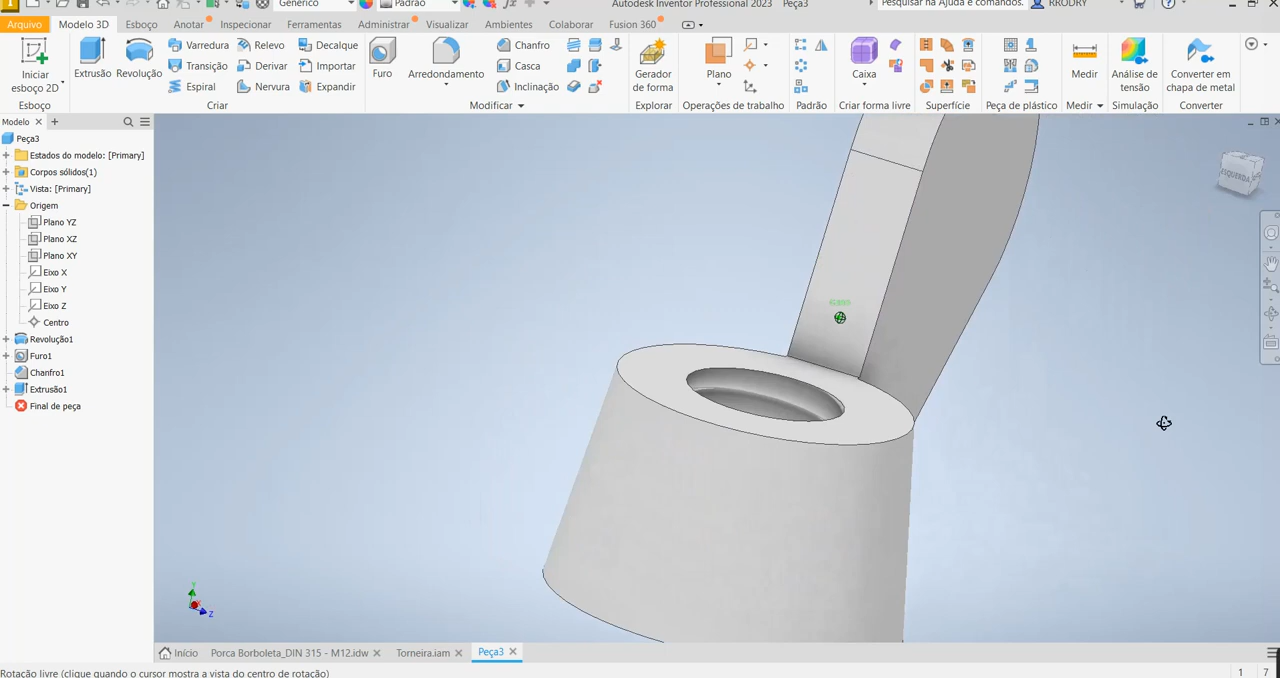 Genérico
Padrão
Autodesk Inventor Professional 2023 Peça3
Pesquisar na Ajuda e comandos.
RRODRY
Arquivo Modelo 3D Esboço Anotar Inspecionar Ferramentas Administrar Visualizar Ambientes Colaborar Fusion 360
Iniciar
esboço 2D
Esboço
Extrusão Revolução
Varredura Relevo Decalque
Transição Derivar Importar
Espiral Nervura Expandir
Criar
Furo Arredondamento
Chanfro
Casca
Inclinação
Modificar
Gerador
de forma
Explorar
Plano
Operações de trabalho
Padrão
Caixa
Criar forma livre
Superfície
Peça de plástico
Medir
Medir
Análise de
tensão
Simulação
Converter em
chapa de metal
Converter
Modelo
Peça3
Estados do modelo: [Primary]
Corpos sólidos(1)
Vista: [Primary]
Origem
Plano YZ
Plano XZ
Plano XY
Eixo X
Eixo Y
Eixo Z
Centro
Revolução1
Furo1
Chanfro1
Extrusão1
Final de peça
ESQUERDA
Y
Z
Início Porca Borboleta_DIN 315 - M12.idw Torneira.iam Peça3
Rotação livre (clique quando o cursor mostra a vista do centro de rotação)
1 7